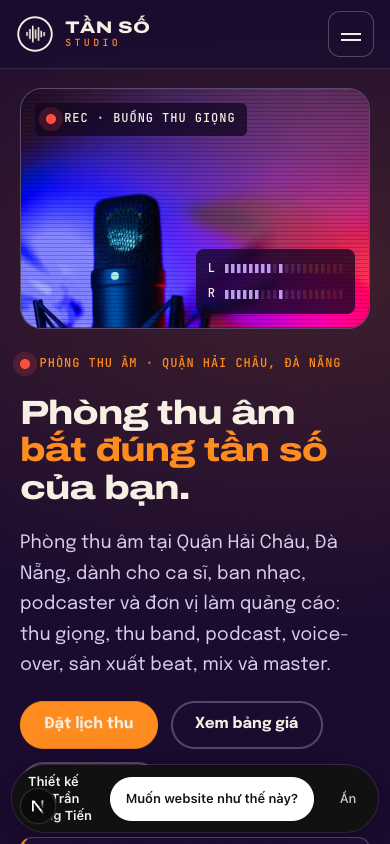 TẦN SỐ
STUDIO
REC · BUỒNG THU GIỌNG
L
R
PHÒNG THU ÂM · QUẬN HẢI CHÂU, ĐÀ NẴNG
Phòng thu âm
bắt đúng tần số
của bạn.
Phòng thu âm tại Quận Hải Châu, Đà
Nẵng, dành cho ca sĩ, ban nhạc,
podcaster và đơn vị làm quảng cáo:
thu giọng, thu band, podcast, voice-
over, sản xuất beat, mix và master.
Đặt lịch thu
Xem bảng giá
Thiết kế
Trần
Tiến
Muốn website như thế này?
Ẩn
N